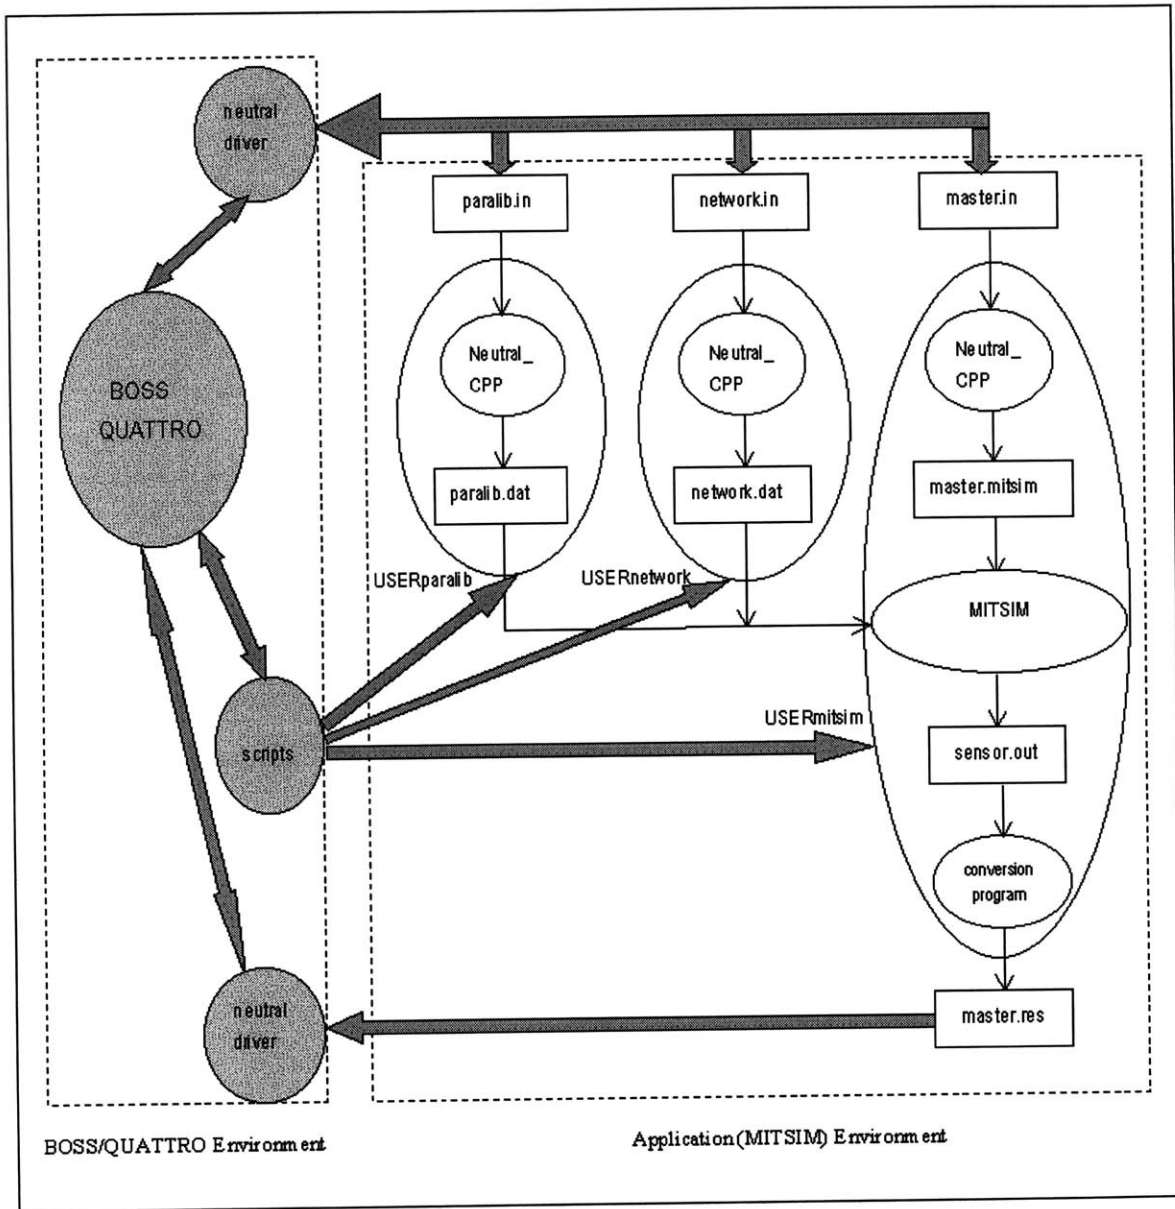 neutral
driver
paralib.in
network.in
master.in
BOSS
QUATTRO
Neutral_
CPP
Neutral_
CPP
Neutral_
CPP
paralib.dat
network.dat
master.mitsim
USERparalib
USERnetwork
MITSIM
scripts
USERmitsim
sensor.out
conversion
program
neutral
driver
master.res
BOSS/QUATTRO Environment
Application(MITSIM) Environment